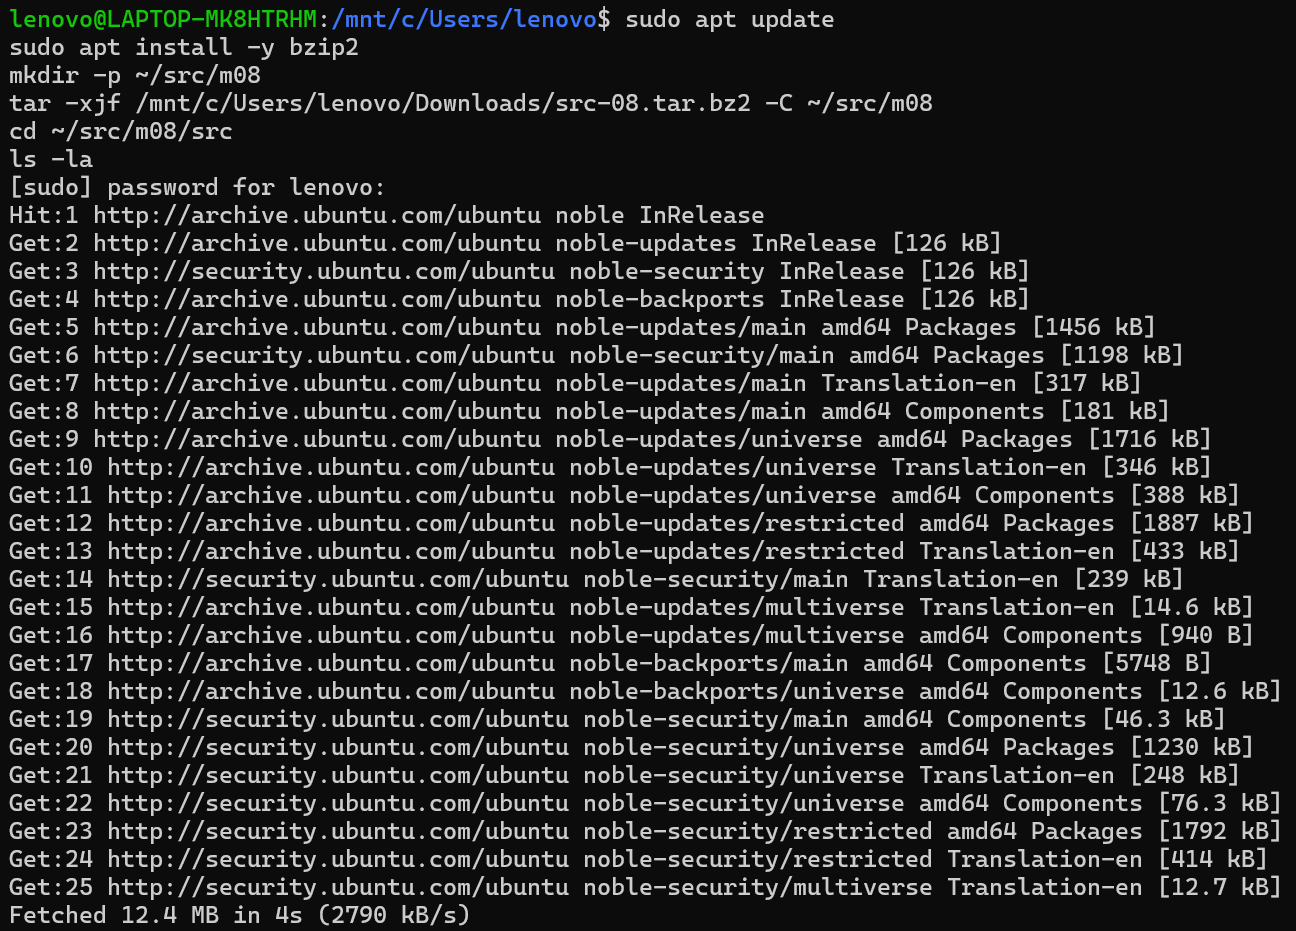 lenovo@LAPTOP-MK8HTRHM:/mnt/c/Users/lenovo$ sudo apt update
sudo apt install -y bzip2
mkdir -p ~/src/m08
tar -xjf /mnt/c/Users/lenovo/Downloads/src-08.tar.bz2 -C ~/src/m08
cd ~/src/m08/src
ls -la
[sudo] password for lenovo:
Hit:1 http://archive.ubuntu.com/ubuntu noble InRelease
Get:2 http://archive.ubuntu.com/ubuntu noble-updates InRelease [126 kB]
Get:3 http://security.ubuntu.com/ubuntu noble-security InRelease [126 kB]
Get:4 http://archive.ubuntu.com/ubuntu noble-backports InRelease [126 kB]
Get:5 http://archive.ubuntu.com/ubuntu noble-updates/main amd64 Packages [1456 kB]
Get:6 http://security.ubuntu.com/ubuntu noble-security/main amd64 Packages [1198 kB]
Get:7 http://archive.ubuntu.com/ubuntu noble-updates/main Translation-en [317 kB]
Get:8 http://archive.ubuntu.com/ubuntu noble-updates/main amd64 Components [181 kB]
Get:9 http://archive.ubuntu.com/ubuntu noble-updates/universe amd64 Packages [1716 kB]
Get:10 http://archive.ubuntu.com/ubuntu noble-updates/universe Translation-en [346 kB]
Get:11 http://archive.ubuntu.com/ubuntu noble-updates/universe amd64 Components [388 kB]
Get:12 http://archive.ubuntu.com/ubuntu noble-updates/restricted amd64 Packages [1887 kB]
Get:13 http://archive.ubuntu.com/ubuntu noble-updates/restricted Translation-en [433 kB]
Get:14 http://security.ubuntu.com/ubuntu noble-security/main Translation-en [239 kB]
Get:15 http://archive.ubuntu.com/ubuntu noble-updates/multiverse Translation-en [14.6 kB]
Get:16 http://archive.ubuntu.com/ubuntu noble-updates/multiverse amd64 Components [940 B]
Get:17 http://archive.ubuntu.com/ubuntu noble-backports/main amd64 Components [5748 B]
Get:18 http://archive.ubuntu.com/ubuntu noble-backports/universe amd64 Components [12.6 kB]
Get:19 http://security.ubuntu.com/ubuntu noble-security/main amd64 Components [46.3 kB]
Get:20 http://security.ubuntu.com/ubuntu noble-security/universe amd64 Packages [1230 kB]
Get:21 http://security.ubuntu.com/ubuntu noble-security/universe Translation-en [248 kB]
Get:22 http://security.ubuntu.com/ubuntu noble-security/universe amd64 Components [76.3 kB]
Get:23 http://security.ubuntu.com/ubuntu noble-security/restricted amd64 Packages [1792 kB]
Get:24 http://security.ubuntu.com/ubuntu noble-security/restricted Translation-en [414 kB]
Get:25 http://security.ubuntu.com/ubuntu noble-security/multiverse Translation-en [12.7 kB]
Fetched 12.4 MB in 4s (2790 kB/s)